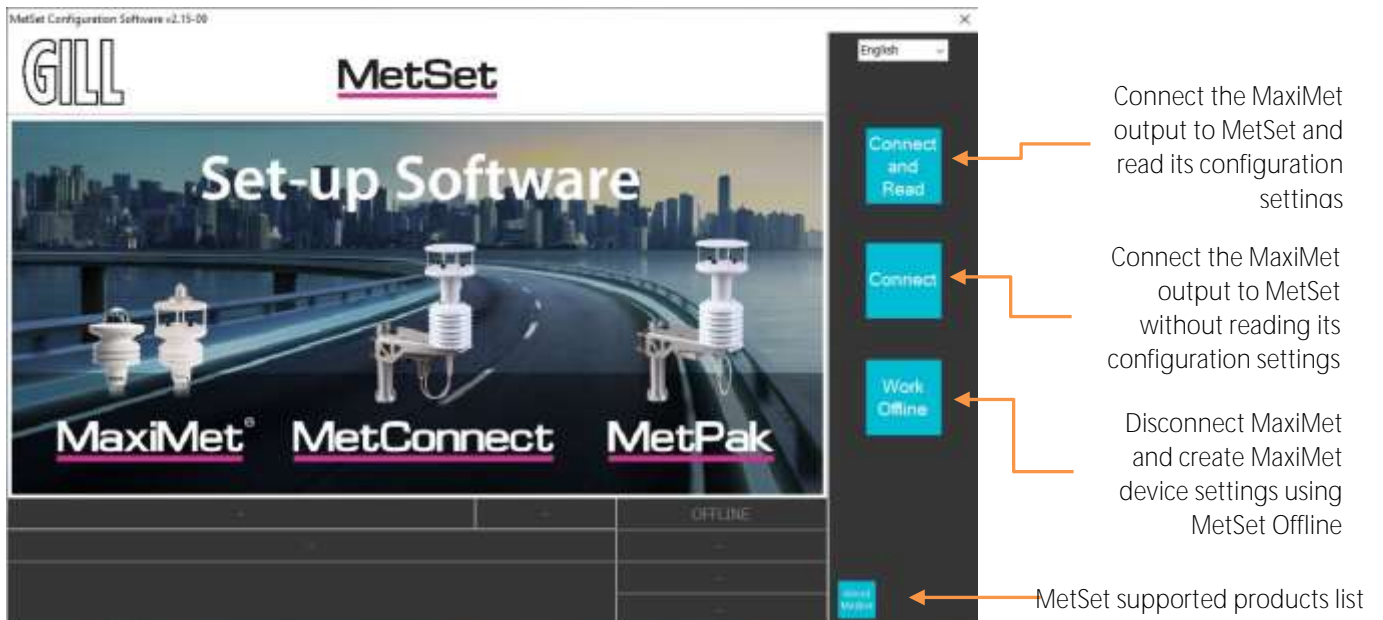 MetSet Configuration Software v2.15-00
GILL
MetSet
English
Set-up Software
MaxiMet®
MetConnect
MetPak
Connect
and
Read
Connect
Work
Offline
OFFLINE
About
MetSet
Connect the MaxiMet
output to MetSet and
read its configuration
settings
Connect the MaxiMet
output to MetSet
without reading its
configuration settings
Disconnect MaxiMet
and create MaxiMet
device settings using
MetSet Offline
MetSet supported products list